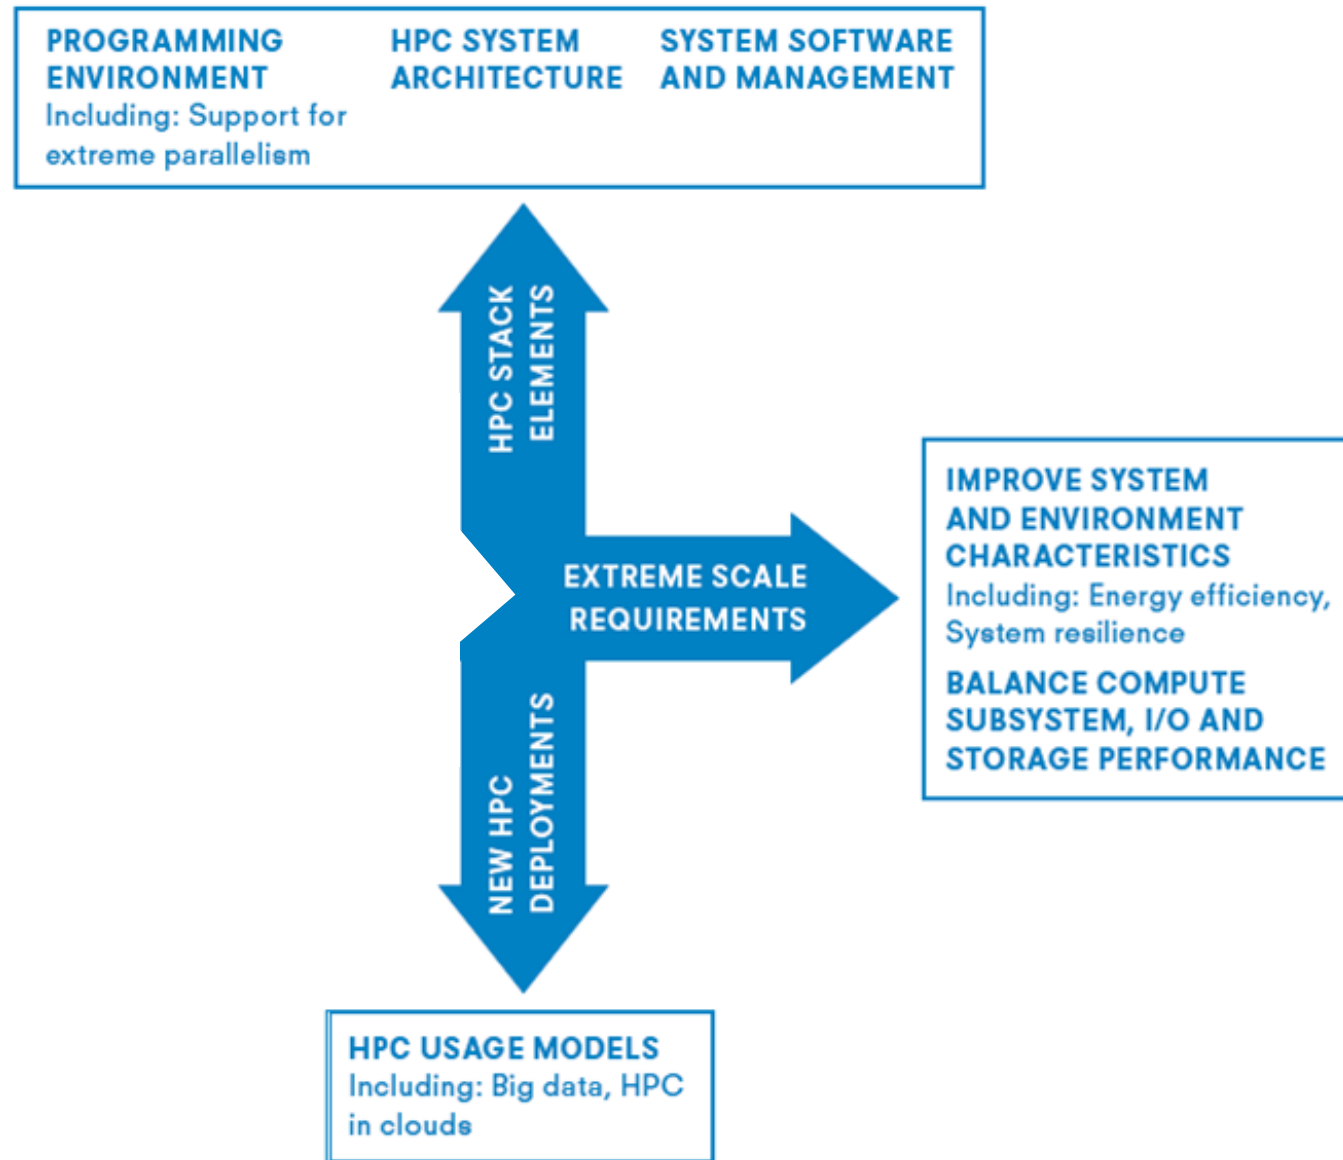 PROGRAMMING
ENVIRONMENT
Including: Support for
extreme parallelism
HPC SYSTEM
ARCHITECTURE
SYSTEM SOFTWARE
AND MANAGEMENT
HPC STACK
ELEMENTS
EXTREME SCALE
REQUIREMENTS
IMPROVE SYSTEM
AND ENVIRONMENT
CHARACTERISTICS
Including: Energy efficiency,
System resilience
BALANCE COMPUTE
SUBSYSTEM, I/O AND
STORAGE PERFORMANCE
NEW HPC
DEPLOYMENTS
HPC USAGE MODELS
Including: Big data, HPC
in clouds